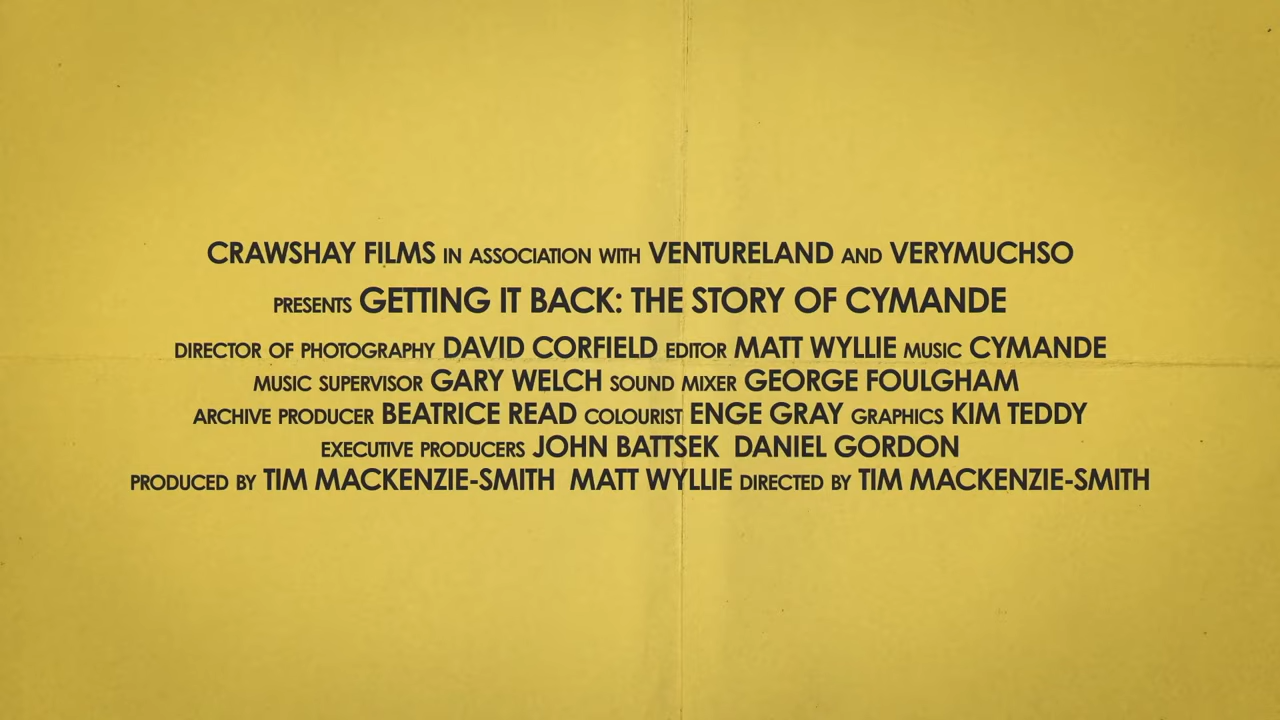 CRAWSHAY FILMS IN ASSOCIATION WITH VENTURELAND AND VERYMUCHSO
PRESENTS GETTING IT BACK: THE STORY OF CYMANDE
DIRECTOR OF PHOTOGRAPHY DAVID CORFIELD EDITOR MATT WYLLIE MUSIC CYMANDE
MUSIC SUPERVISOR GARY WELCH SOUND MIXER GEORGE FOULGHAM
ARCHIVE PRODUCER BEATRICE READ COLOURIST ENGE GRAY GRAPHICS KIM TEDDY
EXECUTIVE PRODUCERS JOHN BATTSEK DANIEL GORDON
PRODUCED BY TIM MACKENZIE-SMITH MATT WYLLIE DIRECTED BY TIM MACKENZIE-SMITH